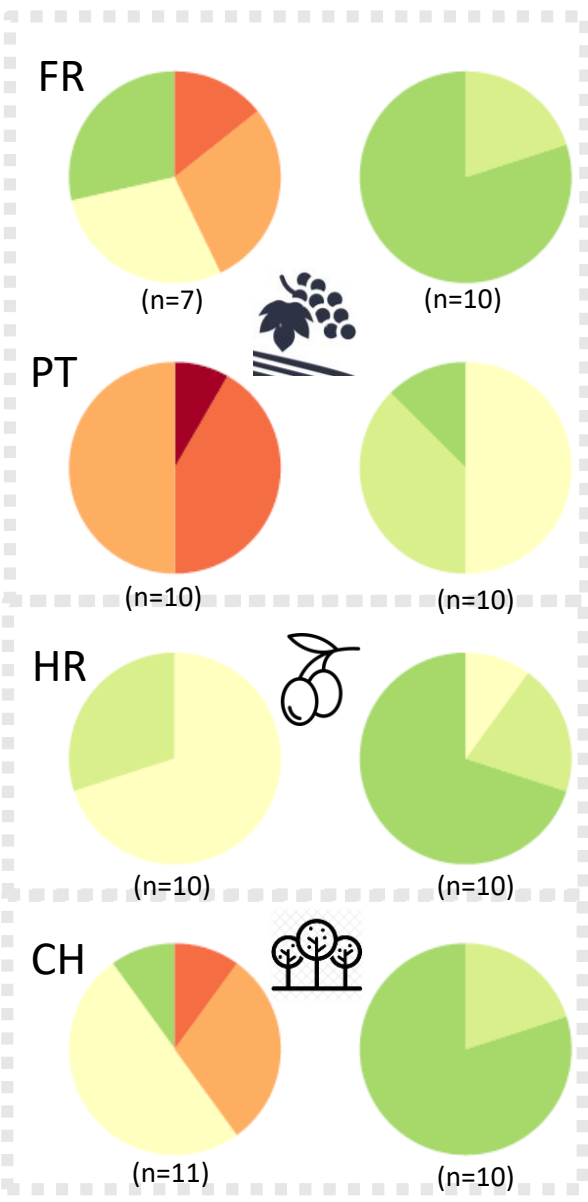 FR
(n=7)
(n=10)
PT
(n=10)
(n=10)
HR
(n=10)
(n=10)
CH
(n=11)
(n=10)